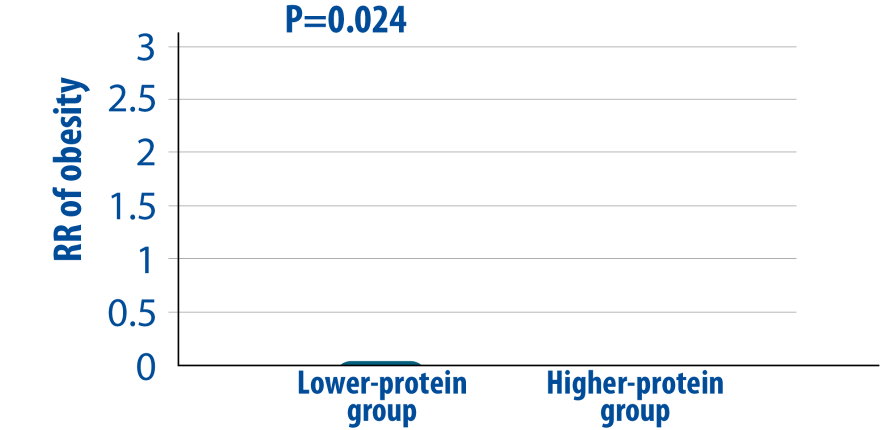 P=0.024
RR of obesity
3
2.5
2
1.5
1
0.5
0
Lower-protein
group
Higher-protein
group